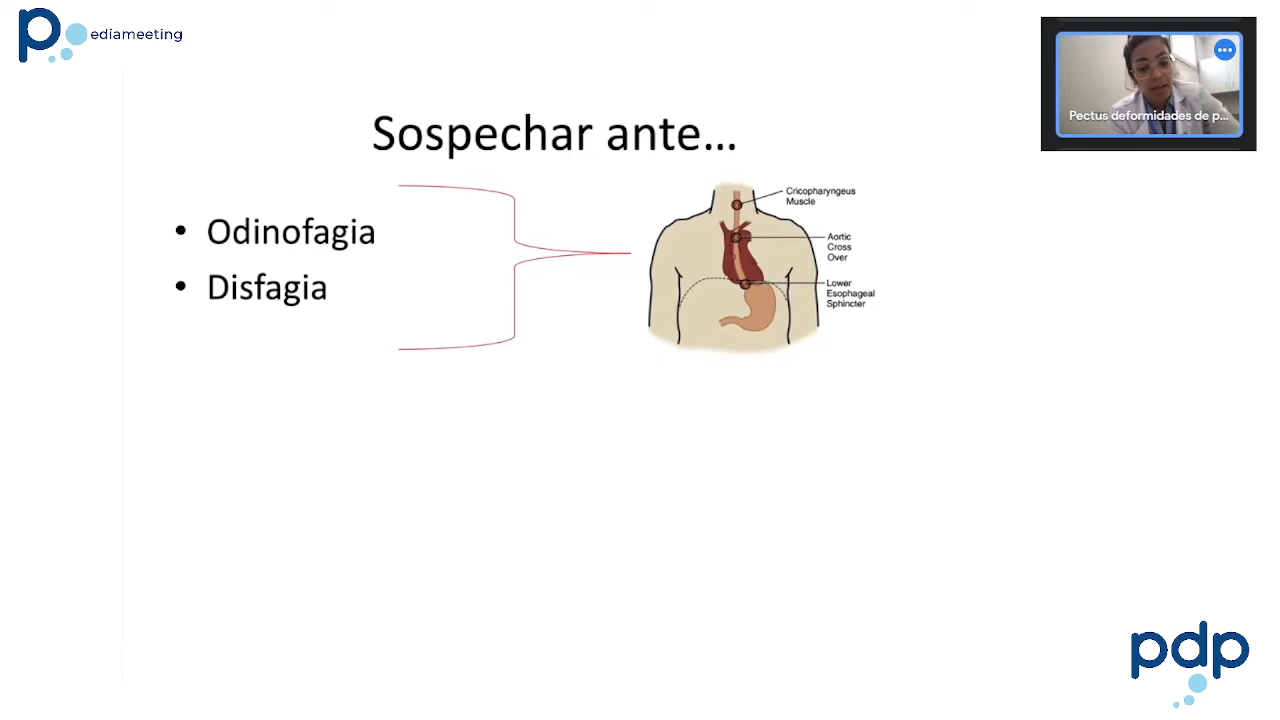 p.ediameeting
Pectus deformidades de p...
Sospechar ante...
• Odinofagia
• Disfagia
Cricopharyngeus
Muscle
Aortic
Cross
Over
Lower
Esophageal
Sphincter
pdp